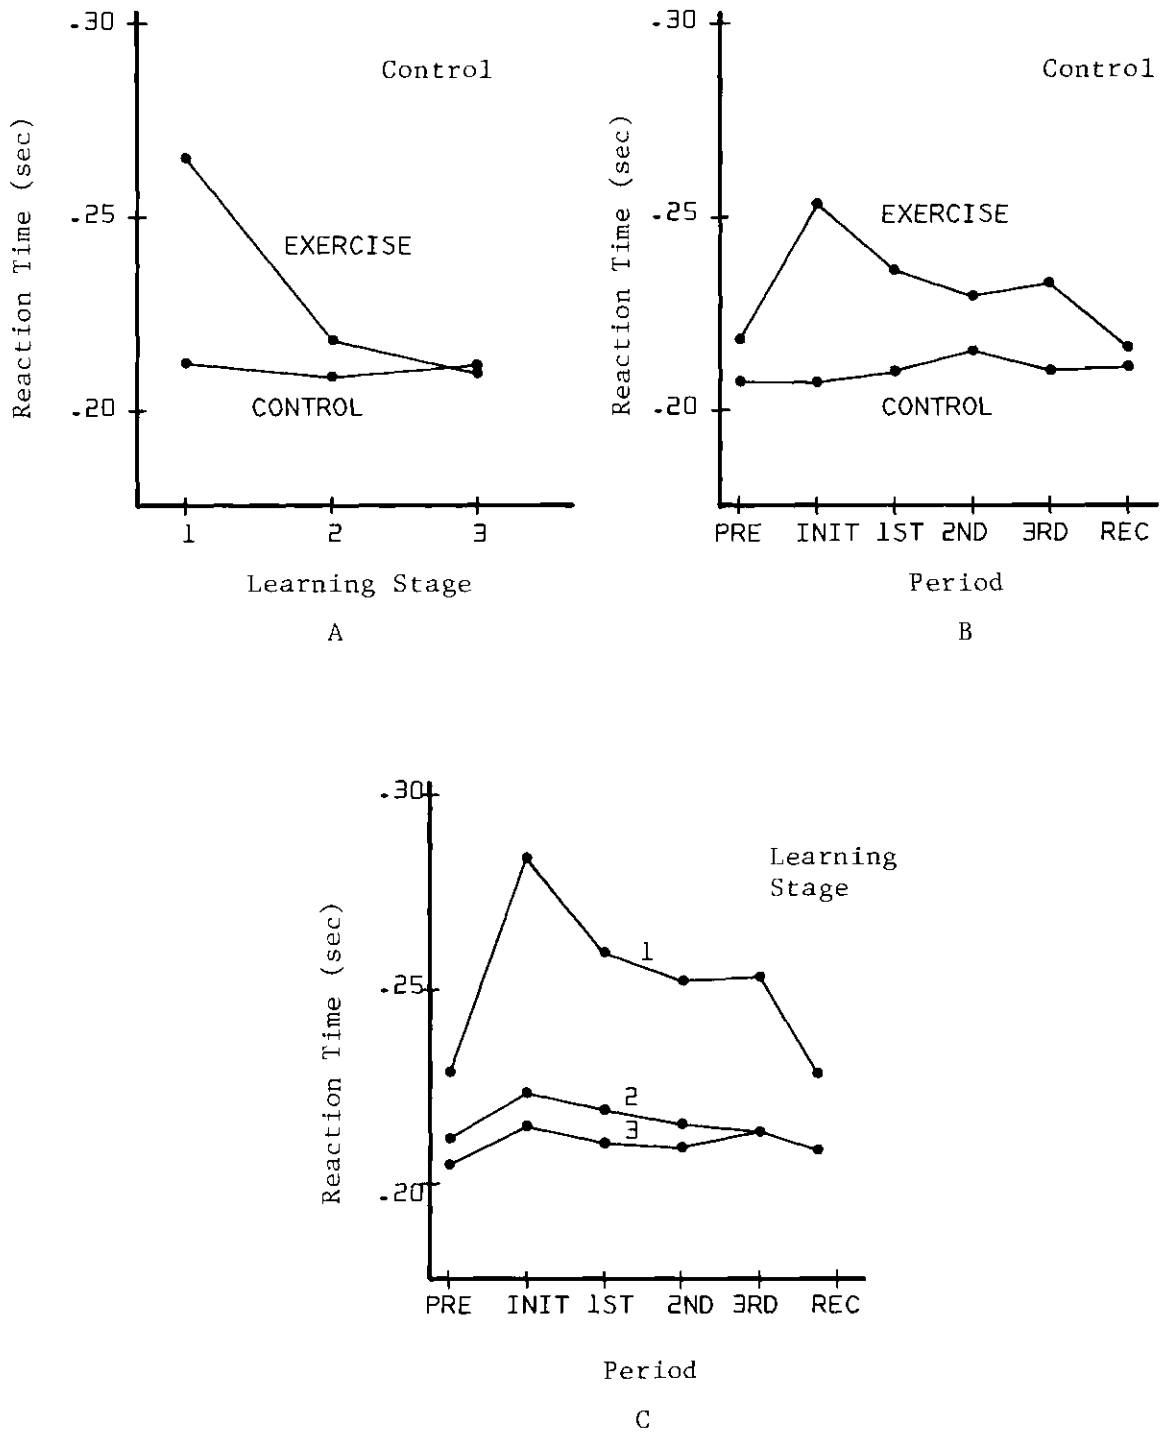 .30
Control
Reaction Time (sec)
.25
EXERCISE
CONTROL
.20
1 2 3
Learning Stage
A
.30
Control
Reaction Time (sec)
.25
EXERCISE
CONTROL
.20
PRE INIT 1ST 2ND 3RD REC
Period
B
.30
Learning
Stage
Reaction Time (sec)
1
.25
2
3
.20
PRE INIT 1ST 2ND 3RD REC
Period
C